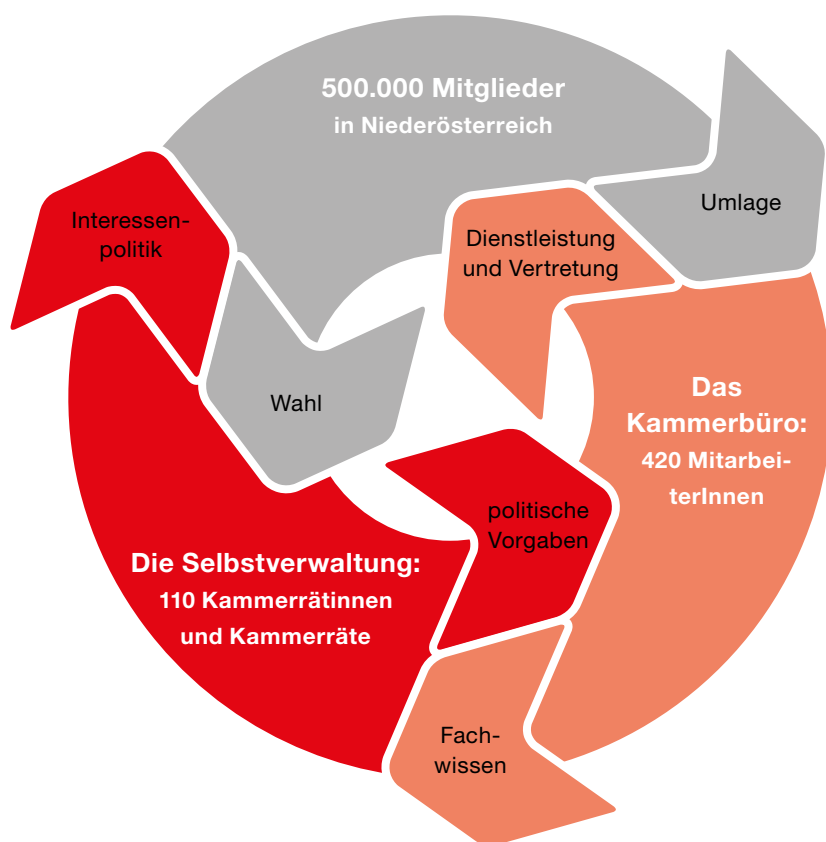 500.000 Mitglieder
in Niederösterreich
Umlage
Interessen-
politik
Dienstleistung
und Vertretung
Wahl
Das
Kammerbüro:
420 Mitarbei-
terInnen
politische
Vorgaben
Die Selbstverwaltung:
110 Kammerrätinnen
und Kammerräte
Fach-
wissen